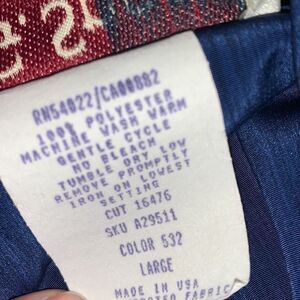 RN54022/CA00882
100% POLYESTER
MACHINE WASH WARM
GENTLE CYCLE
NO BLEACH
TUMBLE DRY LOW
REMOVE PROMPTLY
IRON ON LOWEST
SETTING
CUT 16476
SKU A29511
COLOR 532
LARGE
MADE IN USA
FABRIC